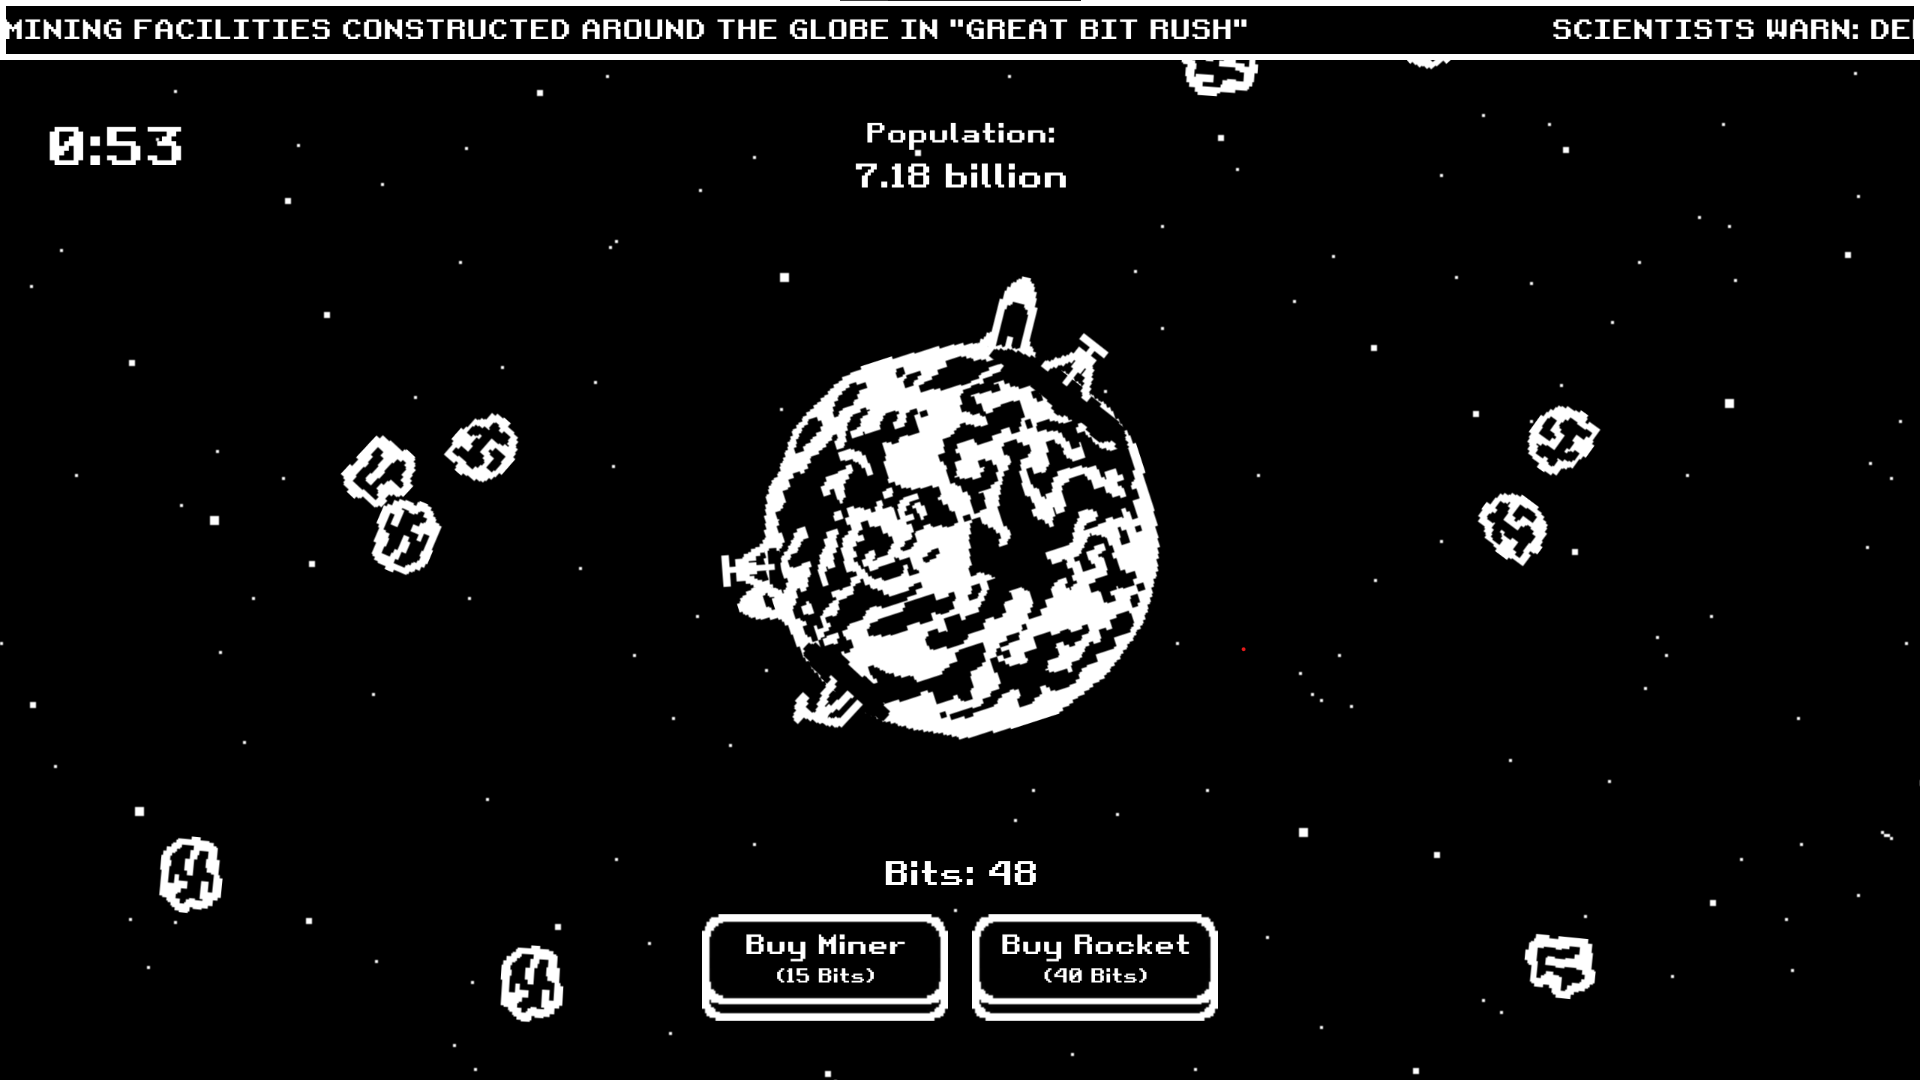 MINING FACILITIES CONSTRUCTED AROUND THE GLOBE IN "GREAT BIT RUSH" SCIENTISTS WARN:
0:53
Population:
7.18 billion
Bits: 48
Buy Miner
(15 Bits)
Buy Rocket
(40 Bits)